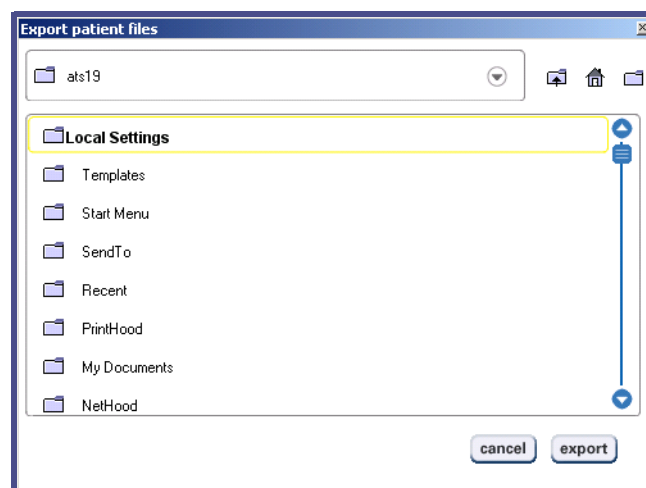 Export patient files
ats19
Local Settings
Templates
Start Menu
SendTo
Recent
PrintHood
My Documents
NetHood
cancel export